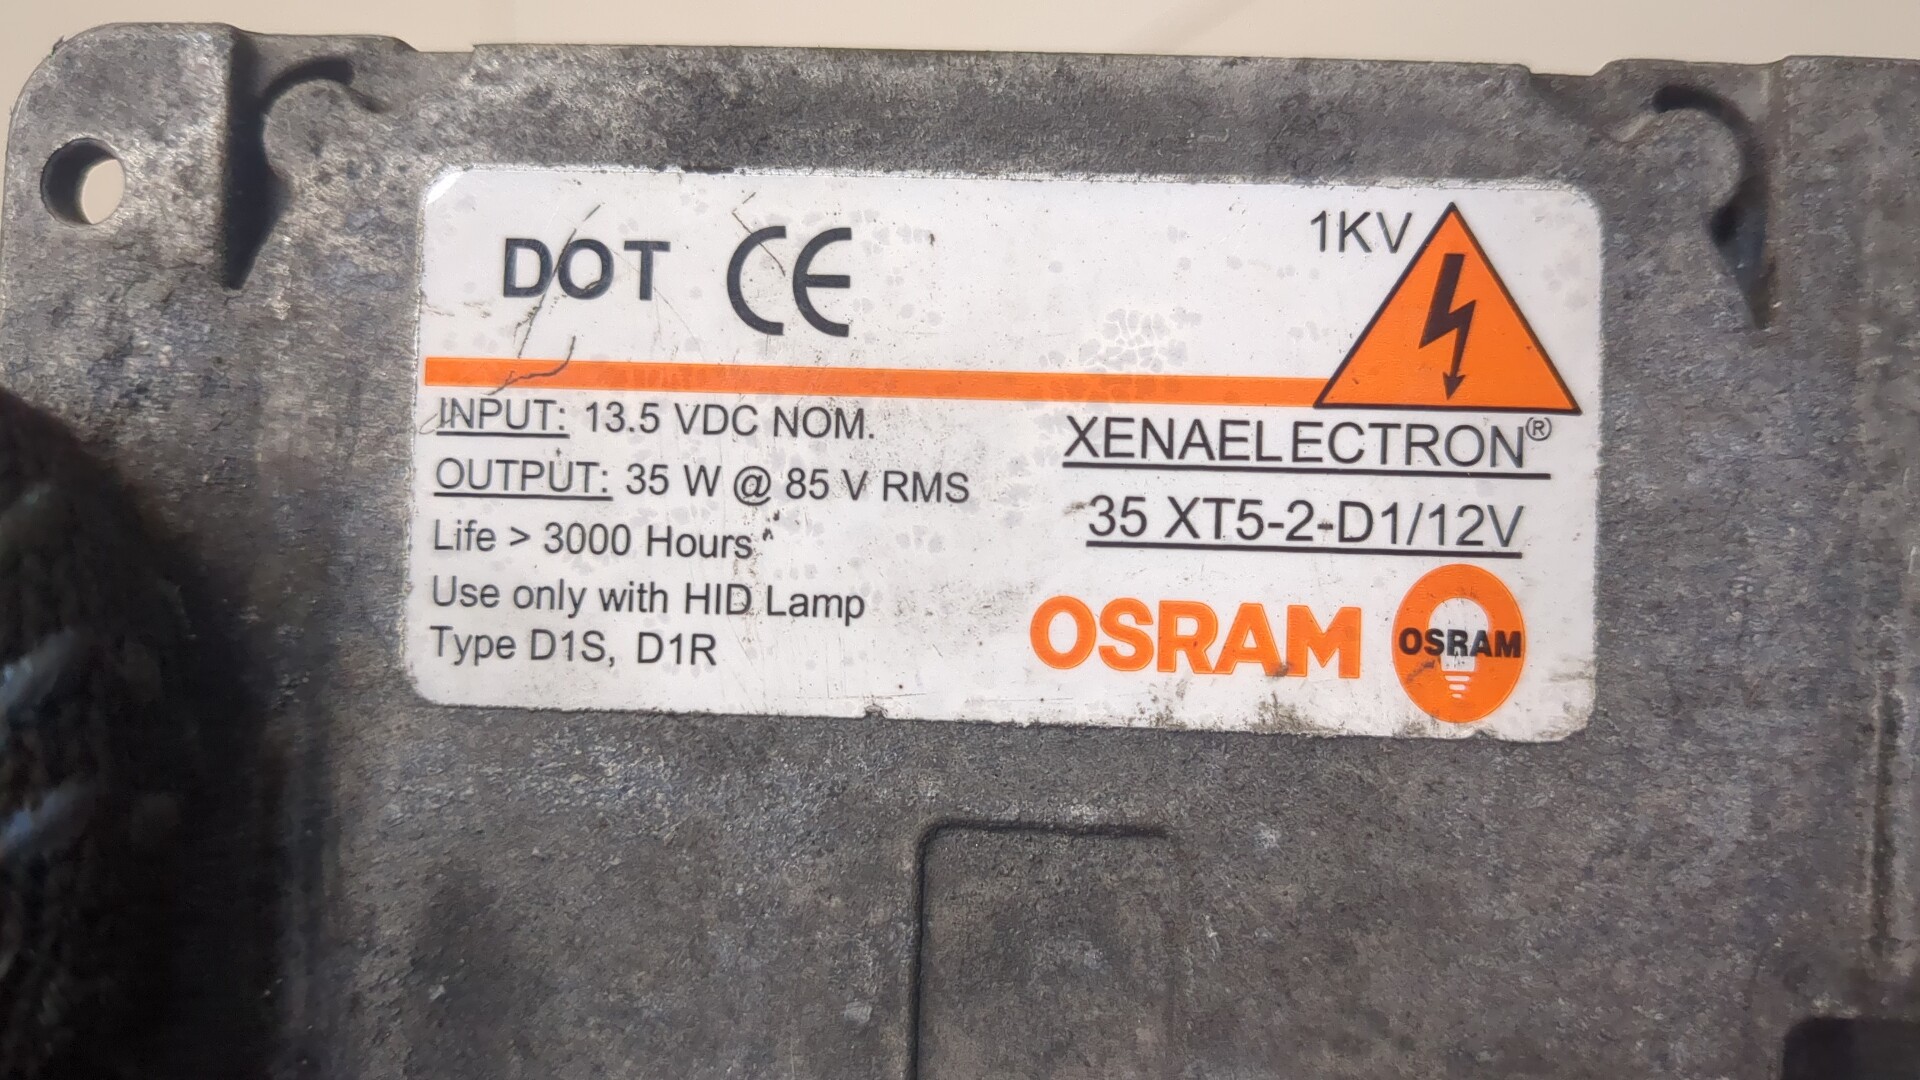 DOT CE
1KV
INPUT: 13.5 VDC NOM.
OUTPUT: 35 W @ 85 V RMS
Life > 3000 Hours
Use only with HID Lamp
Type D1S, D1R
XENAELECTRON®
35 XT5-2-D1/12V
OSRAM
OSRAM